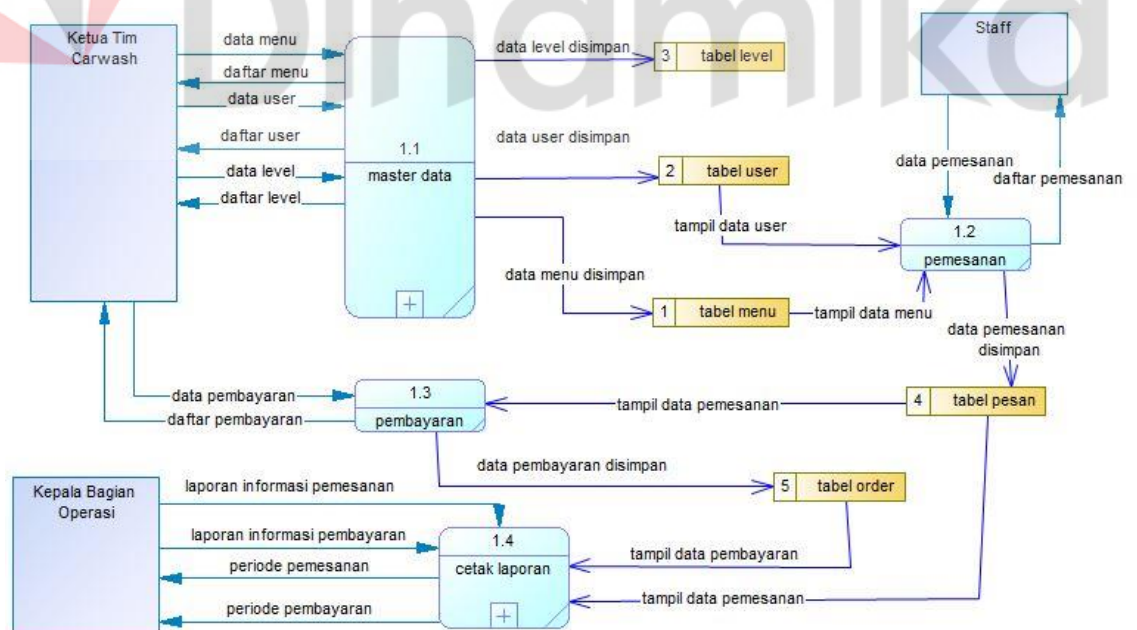 Dinamika
Ketua Tim
Carwash
data menu
daftar menu
data user
daftar user
data level
daftar level
1.1
master data
data level disimpan
3 tabel level
data user disimpan
2 tabel user
tampil data user
data menu disimpan
1 tabel menu
tampil data menu
Staff
data pemesanan
daftar pemesanan
1.2
pemesanan
data pemesanan
disimpan
data pembayaran
daftar pembayaran
1.3
pembayaran
tampil data pemesanan
4 tabel pesan
data pembayaran disimpan
5 tabel order
Kepala Bagian
Operasi
laporan informasi pemesanan
laporan informasi pembayaran
periode pemesanan
periode pembayaran
1.4
cetak laporan
tampil data pembayaran
tampil data pemesanan